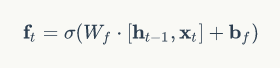 f_t = σ(W_f · [h_{t−1}, x_t] + b_f)